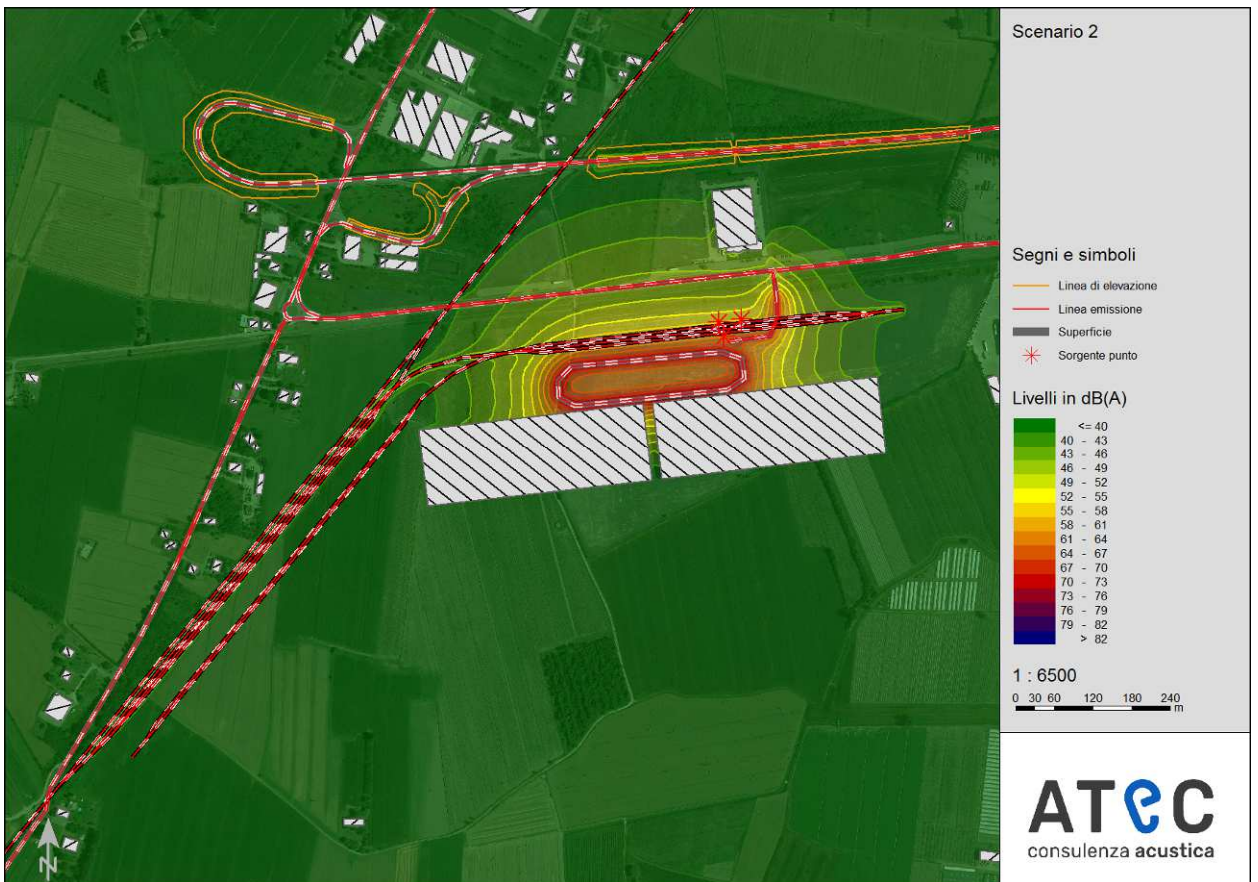 Scenario 2
Segni e simboli
Linea di elevazione
Linea emissione
Superficie
Sorgente punto
Livelli in dB(A)
<= 40
40 - 43
43 - 46
46 - 49
49 - 52
52 - 55
55 - 58
58 - 61
61 - 64
64 - 67
67 - 70
70 - 73
73 - 76
76 - 79
79 - 82
> 82
1 : 6500
0 30 60 120 180 240
m
ATeC
consulenza acustica
N